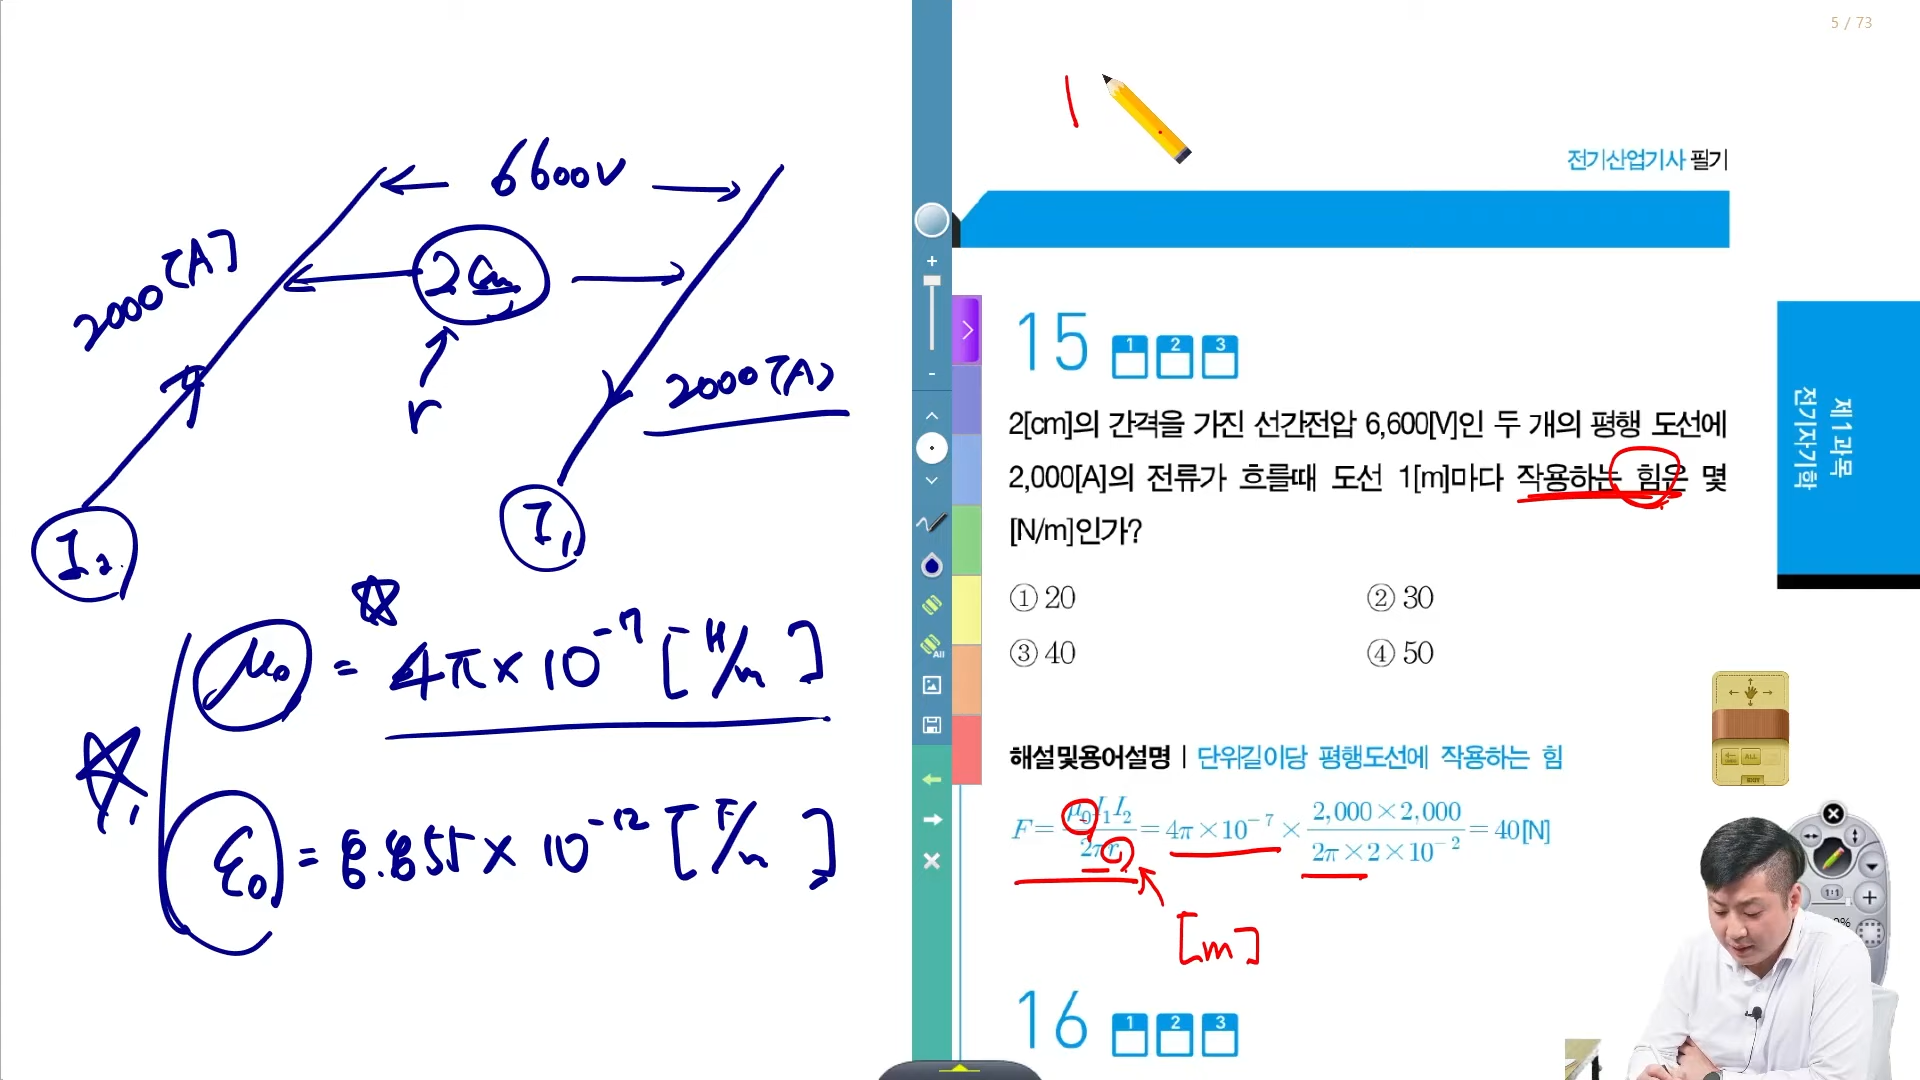 5 / 73
6600V
2000[A]
2cm
r
2000[A]
I₂
I₁
μ₀ = 4π×10⁻⁷ [H/m]
ε₀ = 8.855×10⁻¹² [F/m]
전기산업기사 필기
제1과목
전기자기학
15 1 2 3
2[cm]의 간격을 가진 선간전압 6,600[V]인 두 개의 평행 도선에
2,000[A]의 전류가 흐를때 도선 1[m]마다 작용하는 힘은 몇
[N/m]인가?
① 20 ② 30
③ 40 ④ 50
해설및용어설명 | 단위길이당 평행도선에 작용하는 힘
F = μ₀I₁I₂ / 2πr = 4π×10⁻⁷ × 2,000×2,000 / 2π×2×10⁻² = 40[N]
[m]
16 1 2 3
All
ALL
1:1